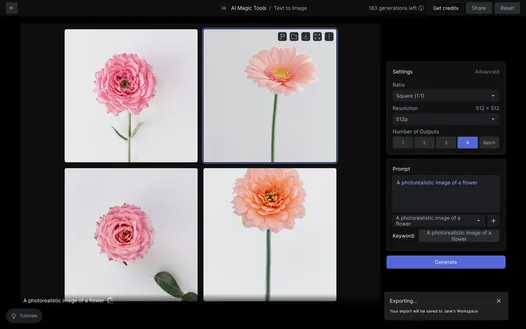 AI Magic Tools / Text to Image
183 generations left
Get credits
Share
Reset
Settings
Advanced
Ratio
Square (1:1)
Resolution
512 × 512
512p
Number of Outputs
1
2
3
4
Batch
Prompt
A photorealistic image of a flower
A photorealistic image of a
flower
Keyword:
A photorealistic image of a
flower
Generate
A photorealistic image of a flower
Exporting...
Your export will be saved to Jane's Workspace
Tutorials